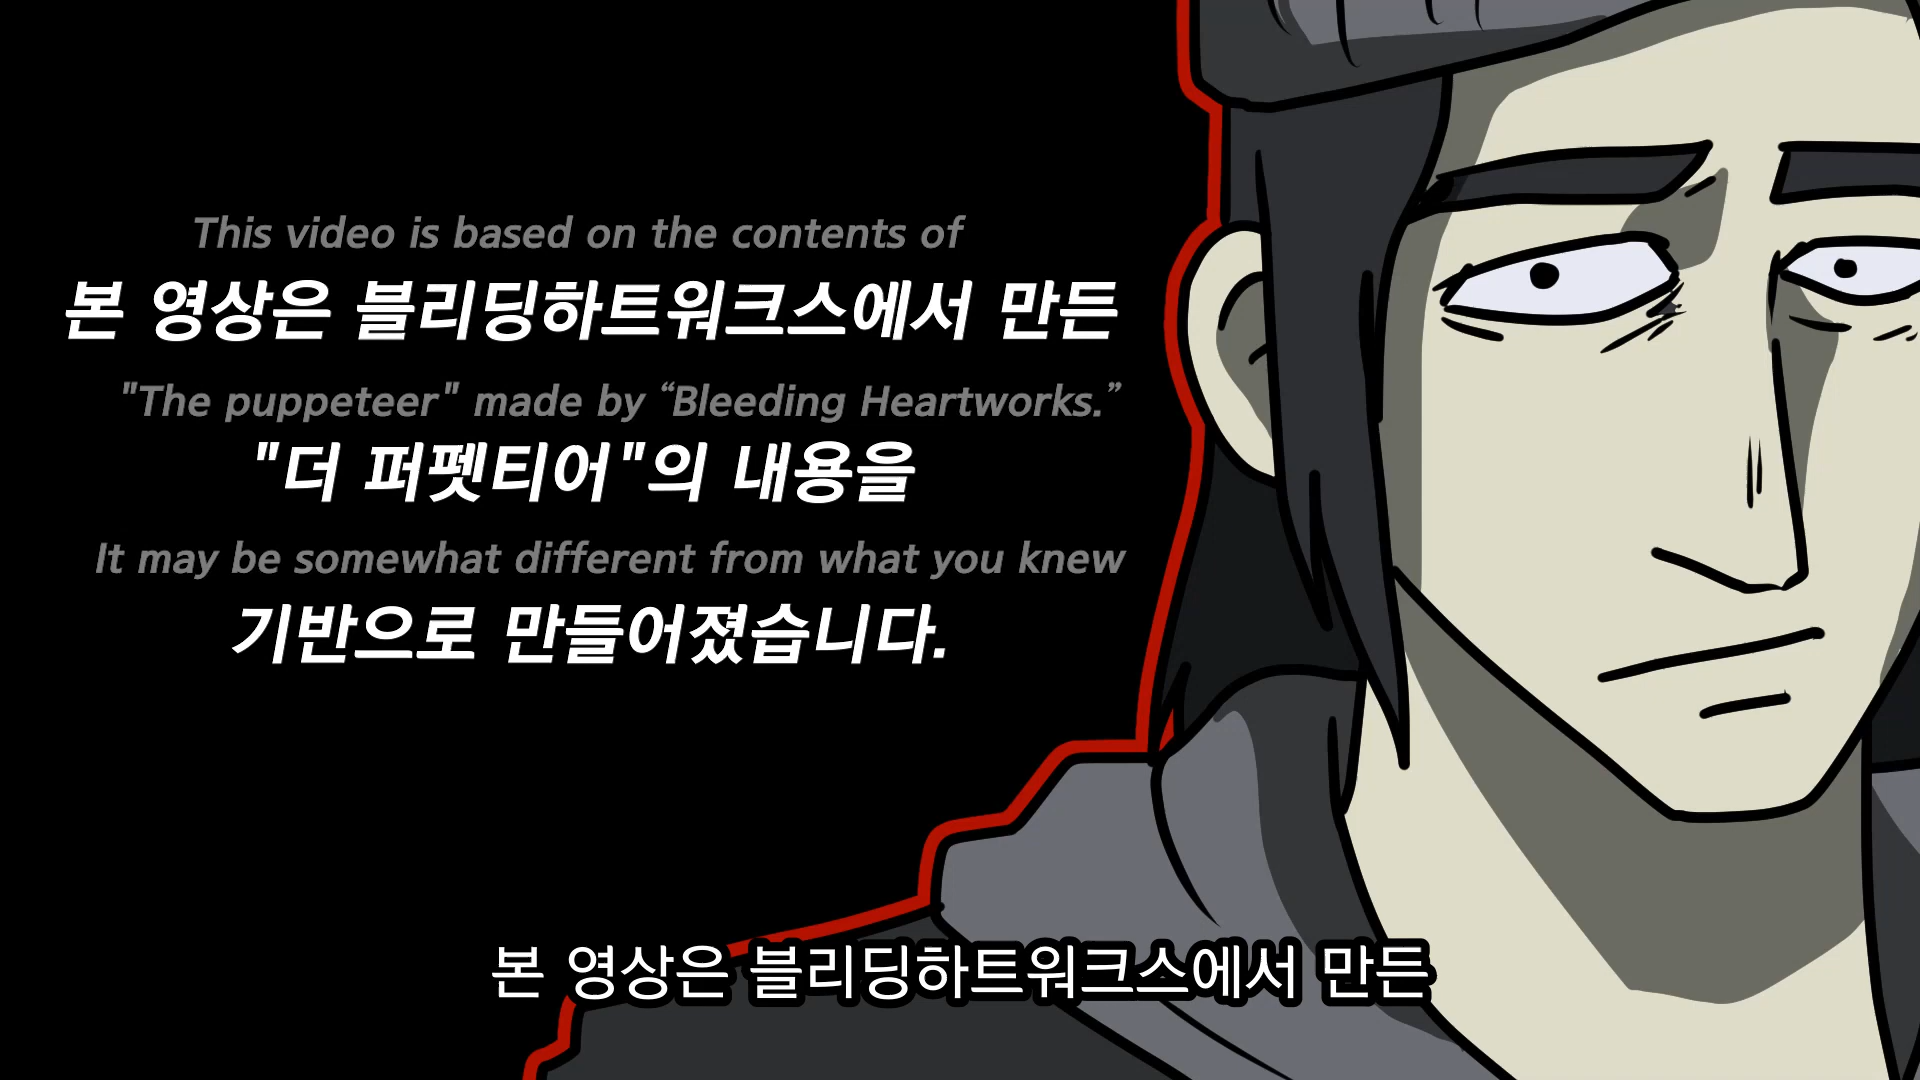 This video is based on the contents of
본 영상은 블리딩하트워크스에서 만든
"The puppeteer" made by “Bleeding Heartworks.”
"더 퍼펫티어"의 내용을
It may be somewhat different from what you knew
기반으로 만들어졌습니다.
본 영상은 블리딩하트워크스에서 만든